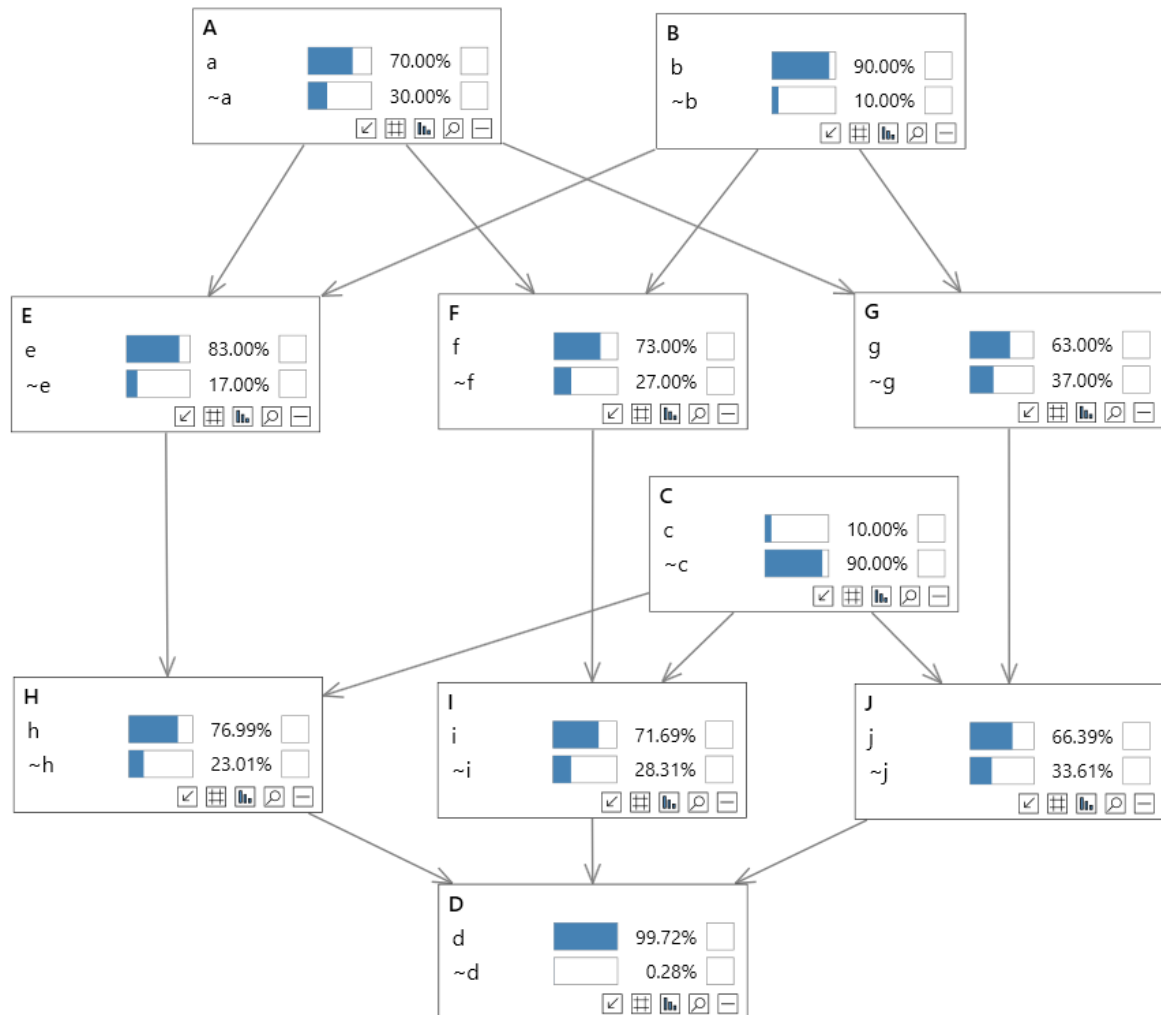 A
a 70.00%
~a 30.00%
B
b 90.00%
~b 10.00%
E
e 83.00%
~e 17.00%
F
f 73.00%
~f 27.00%
G
g 63.00%
~g 37.00%
C
c 10.00%
~c 90.00%
H
h 76.99%
~h 23.01%
I
i 71.69%
~i 28.31%
J
j 66.39%
~j 33.61%
D
d 99.72%
~d 0.28%